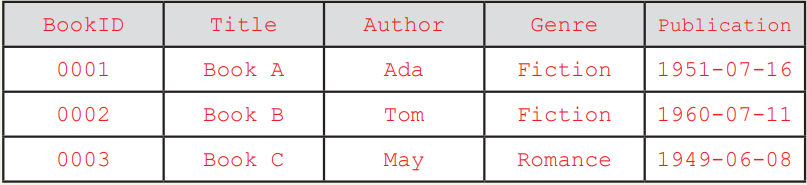 BookID Title Author Genre Publication
0001 Book A Ada Fiction 1951-07-16
0002 Book B Tom Fiction 1960-07-11
0003 Book C May Romance 1949-06-08